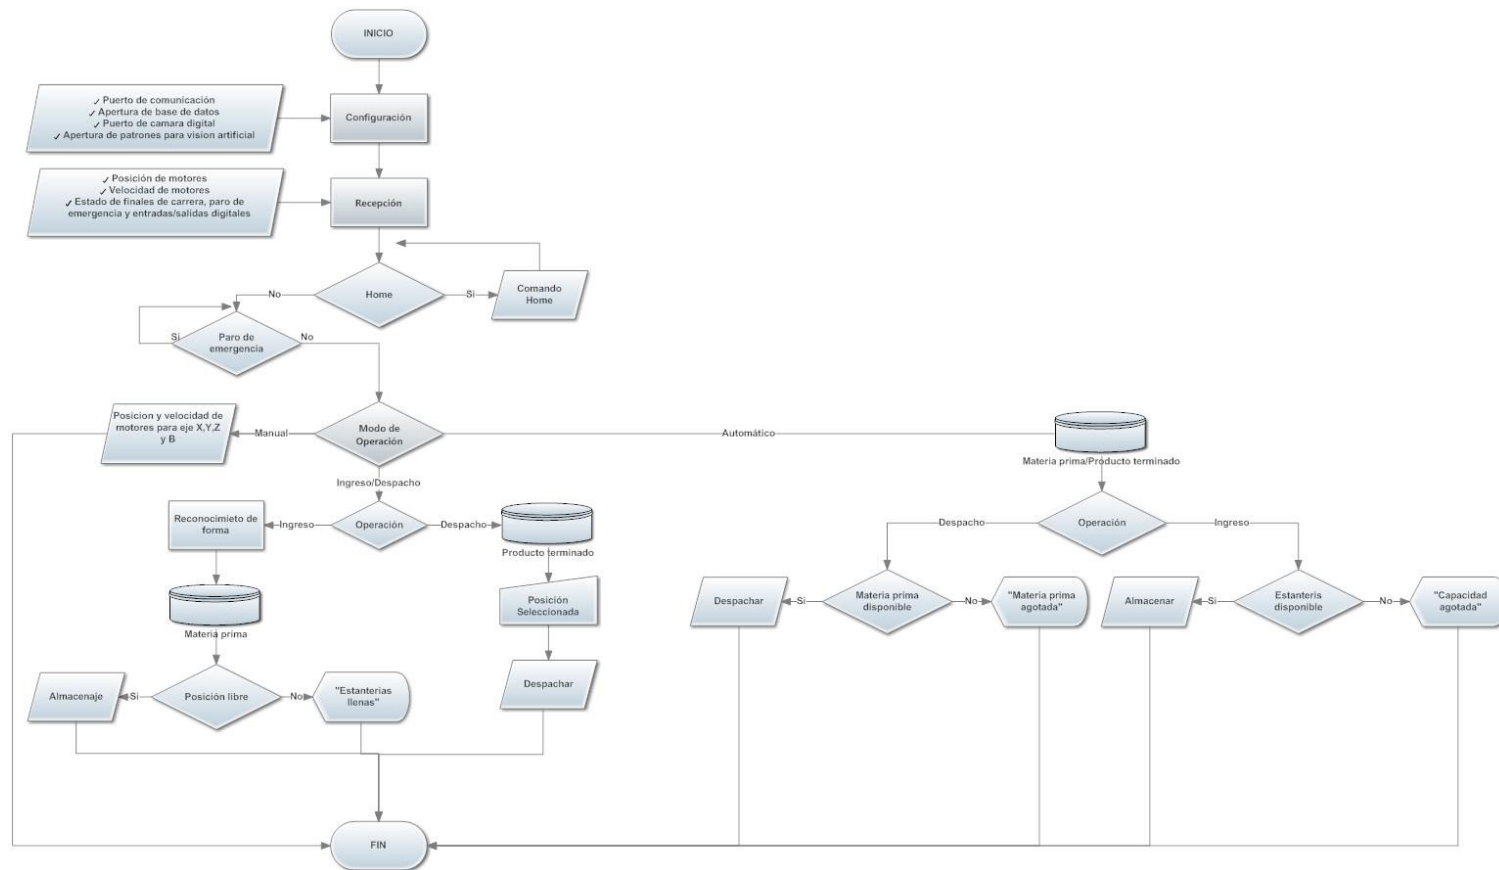 INICIO
✓ Puerto de comunicación
✓ Apertura de base de datos
✓ Puerto de camara digital
✓ Apertura de patrones para vision artificial
Configuración
✓ Posición de motores
✓ Velocidad de motores
✓ Estado de finales de carrera, paro de
emergencia y entradas/salidas digitales
Recepción
Home
No
Si
Comando
Home
Paro de
emergencia
Si
No
Posicion y velocidad de
motores para eje X,Y,Z
y B
Manual
Modo de
Operación
Automático
Materia prima/Producto terminado
Ingreso/Despacho
Reconocimieto de
forma
Ingreso
Operación
Despacho
Producto terminado
Despacho
Operación
Ingreso
Materia prima
Posición
Seleccionada
Despachar
Si
Materia prima
disponible
No
"Materia prima
agotada"
Almacenar
Si
Estanteris
disponible
No
"Capacidad
agotada"
Almacenaje
Si
Posición libre
No
"Estanterias
llenas"
Despachar
FIN